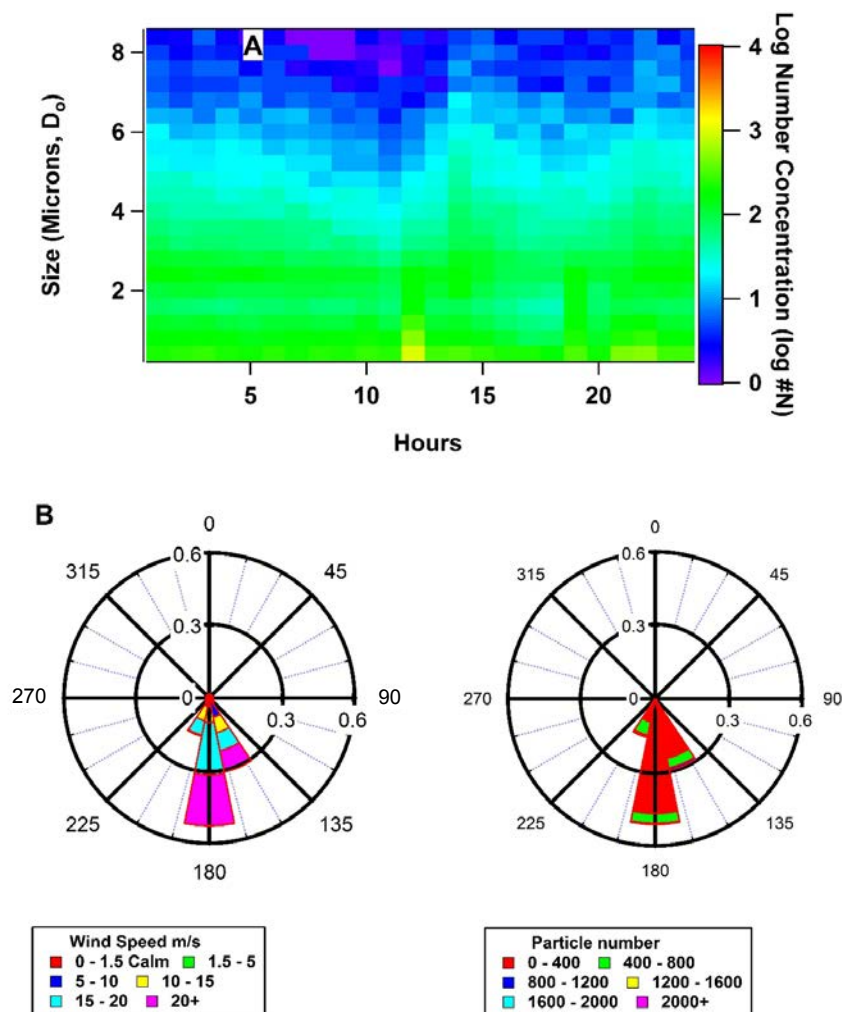 A
8
6
4
2
Size (Microns, Dₒ)
5 10 15 20
Hours
4
3
2
1
0
Log Number Concentration (log #N)
B
0
0.6
315 45
0.3
270 0 90
0.3 0.6
225 135
180
0
0.6
315 45
0.3
270 0 90
0.3 0.6
225 135
180
Wind Speed m/s
0 - 1.5 Calm 1.5 - 5
5 - 10 10 - 15
15 - 20 20+
Particle number
0 - 400 400 - 800
800 - 1200 1200 - 1600
1600 - 2000 2000+